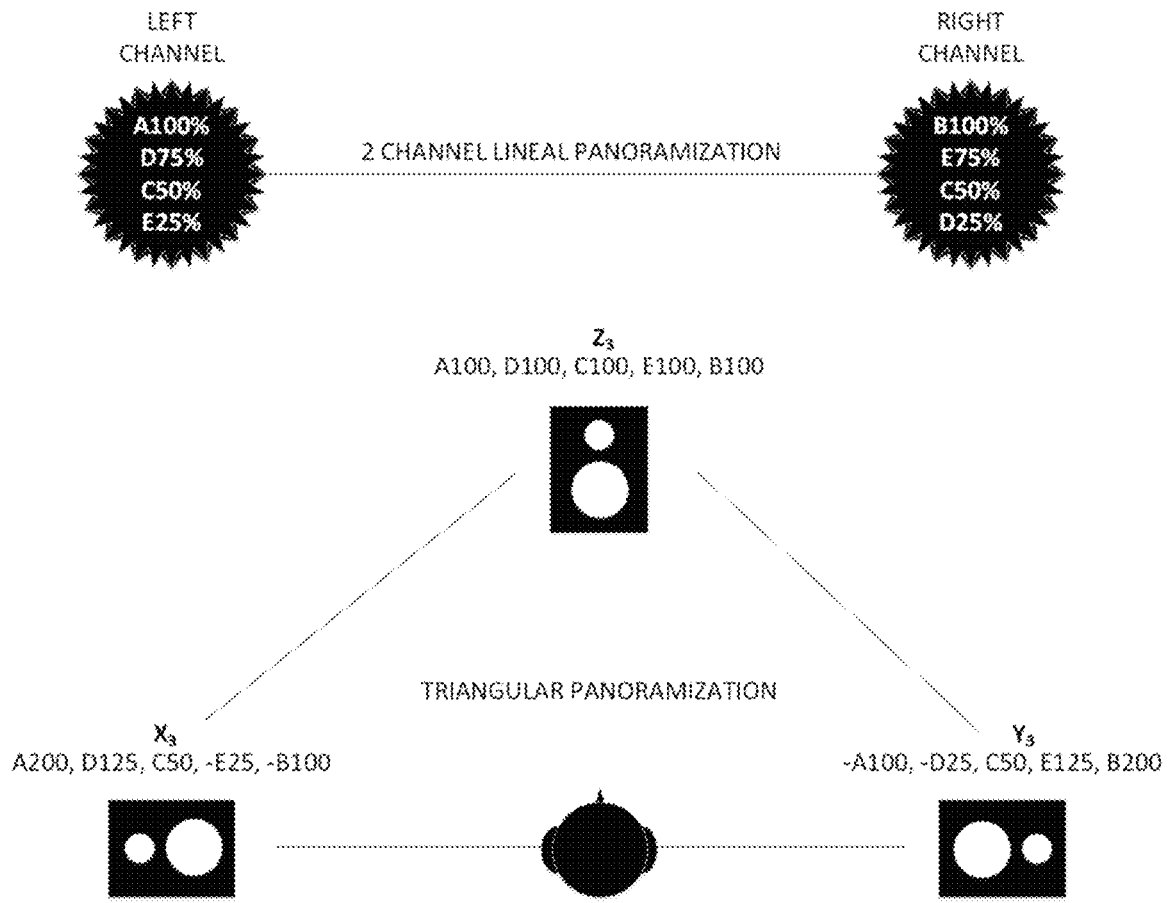 LEFT
CHANNEL
RIGHT
CHANNEL
A100%
D75%
C50%
E25%
2 CHANNEL LINEAL PANORAMIZATION
B100%
E75%
C50%
D25%
Z₃
A100, D100, C100, E100, B100
TRIANGULAR PANORAMIZATION
X₃
A200, D125, C50, -E25, -B100
Y₃
-A100, -D25, C50, E125, B200